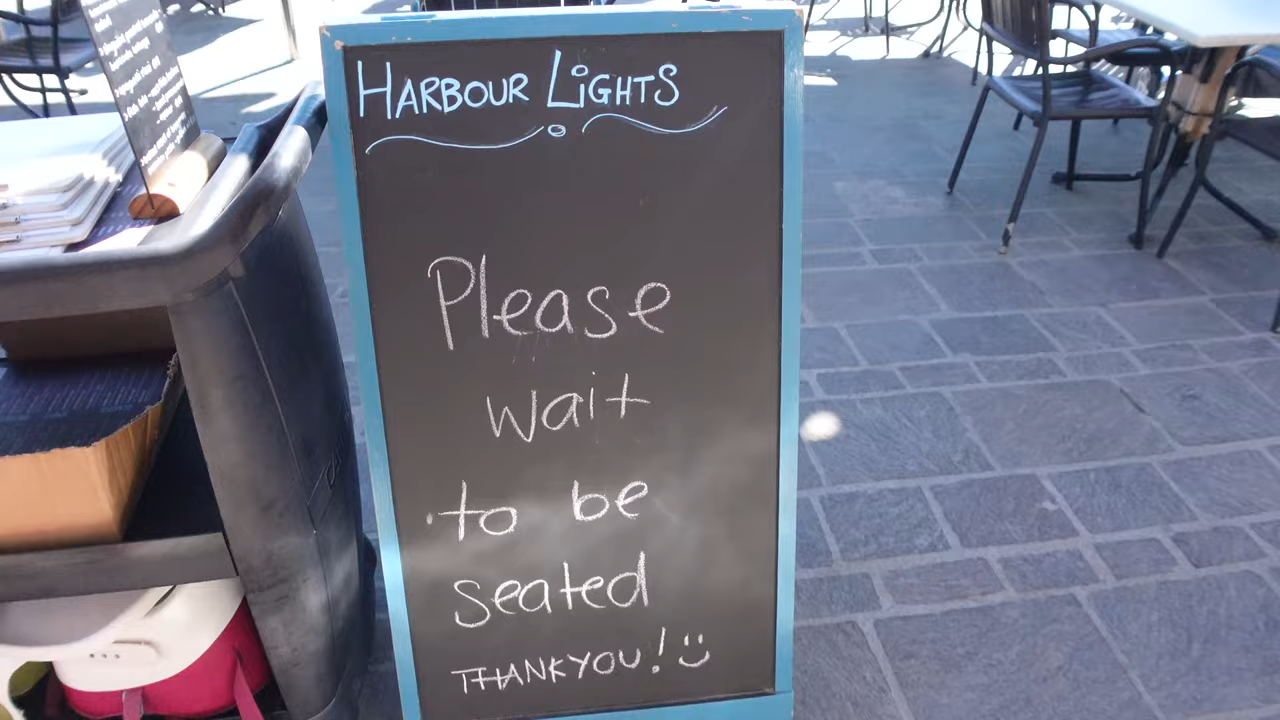 HARBOUR LiGHTS
Please
wait
to be
seated
THANKYOU! :)